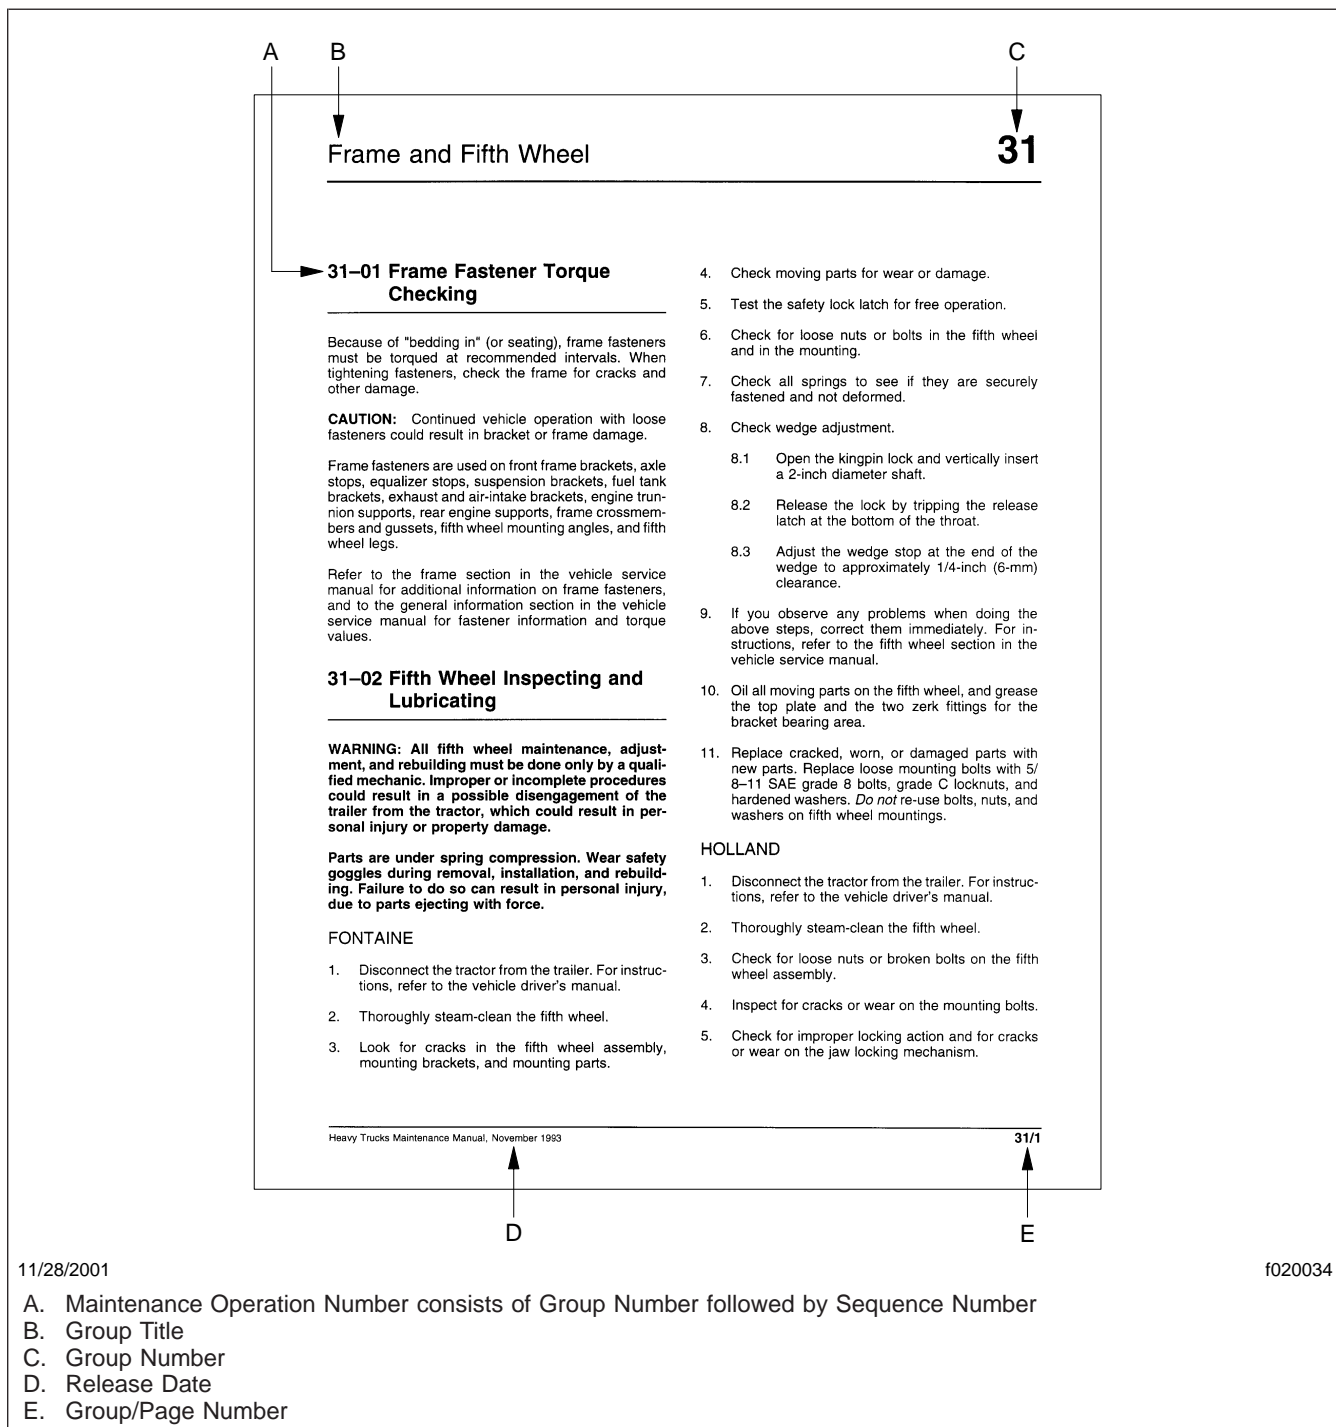 A B C
Frame and Fifth Wheel 31
31–01 Frame Fastener Torque
Checking
Because of "bedding in" (or seating), frame fasteners
must be torqued at recommended intervals. When
tightening fasteners, check the frame for cracks and
other damage.
CAUTION: Continued vehicle operation with loose
fasteners could result in bracket or frame damage.
Frame fasteners are used on front frame brackets, axle
stops, equalizer stops, suspension brackets, fuel tank
brackets, exhaust and air-intake brackets, engine trun-
nion supports, rear engine supports, frame crossmem-
bers and gussets, fifth wheel mounting angles, and fifth
wheel legs.
Refer to the frame section in the vehicle service
manual for additional information on frame fasteners,
and to the general information section in the vehicle
service manual for fastener information and torque
values.
31–02 Fifth Wheel Inspecting and
Lubricating
WARNING: All fifth wheel maintenance, adjust-
ment, and rebuilding must be done only by a quali-
fied mechanic. Improper or incomplete procedures
could result in a possible disengagement of the
trailer from the tractor, which could result in per-
sonal injury or property damage.
Parts are under spring compression. Wear safety
goggles during removal, installation, and rebuild-
ing. Failure to do so can result in personal injury,
due to parts ejecting with force.
FONTAINE
1. Disconnect the tractor from the trailer. For instruc-
tions, refer to the vehicle driver's manual.
2. Thoroughly steam-clean the fifth wheel.
3. Look for cracks in the fifth wheel assembly,
mounting brackets, and mounting parts.
4. Check moving parts for wear or damage.
5. Test the safety lock latch for free operation.
6. Check for loose nuts or bolts in the fifth wheel
and in the mounting.
7. Check all springs to see if they are securely
fastened and not deformed.
8. Check wedge adjustment.
8.1 Open the kingpin lock and vertically insert
a 2-inch diameter shaft.
8.2 Release the lock by tripping the release
latch at the bottom of the throat.
8.3 Adjust the wedge stop at the end of the
wedge to approximately 1/4-inch (6-mm)
clearance.
9. If you observe any problems when doing the
above steps, correct them immediately. For in-
structions, refer to the fifth wheel section in the
vehicle service manual.
10. Oil all moving parts on the fifth wheel, and grease
the top plate and the two zerk fittings for the
bracket bearing area.
11. Replace cracked, worn, or damaged parts with
new parts. Replace loose mounting bolts with 5/
8–11 SAE grade 8 bolts, grade C locknuts, and
hardened washers. Do not re-use bolts, nuts, and
washers on fifth wheel mountings.
HOLLAND
1. Disconnect the tractor from the trailer. For instruc-
tions, refer to the vehicle driver's manual.
2. Thoroughly steam-clean the fifth wheel.
3. Check for loose nuts or broken bolts on the fifth
wheel assembly.
4. Inspect for cracks or wear on the mounting bolts.
5. Check for improper locking action and for cracks
or wear on the jaw locking mechanism.
Heavy Trucks Maintenance Manual, November 1993 31/1
D E
11/28/2001 f020034
A. Maintenance Operation Number consists of Group Number followed by Sequence Number
B. Group Title
C. Group Number
D. Release Date
E. Group/Page Number